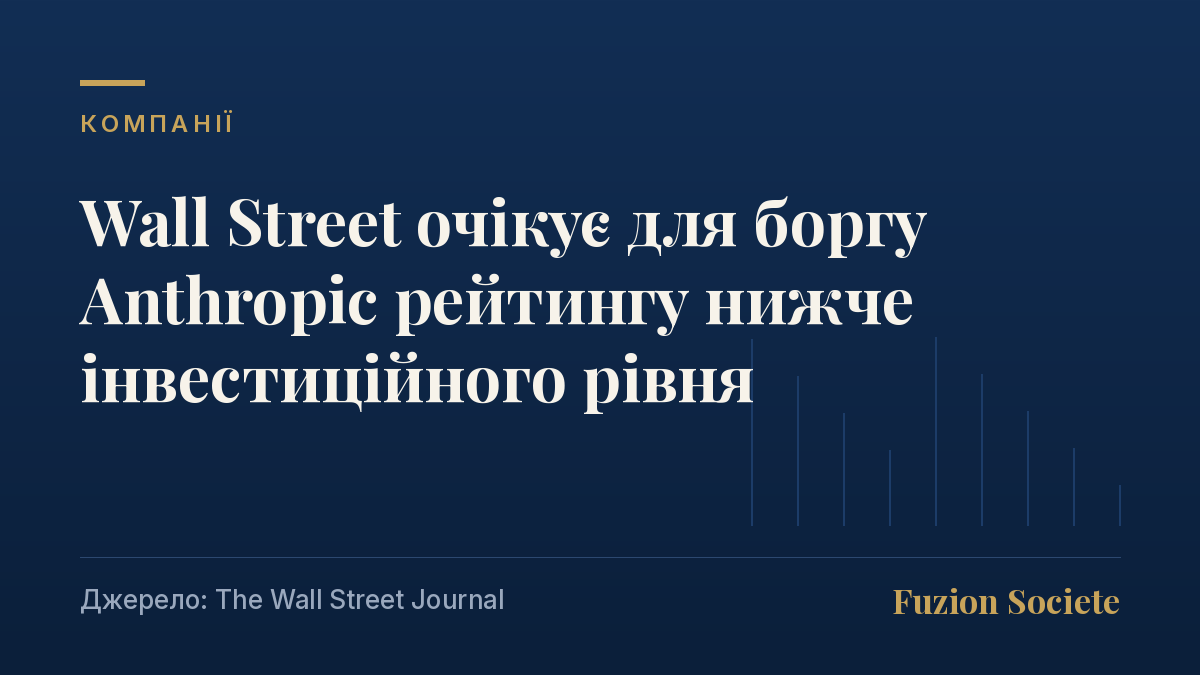 КОМПАНІЇ
Wall Street очікує для боргу
Anthropic рейтингу нижче
інвестиційного рівня
Джерело: The Wall Street Journal
Fuzion Societe